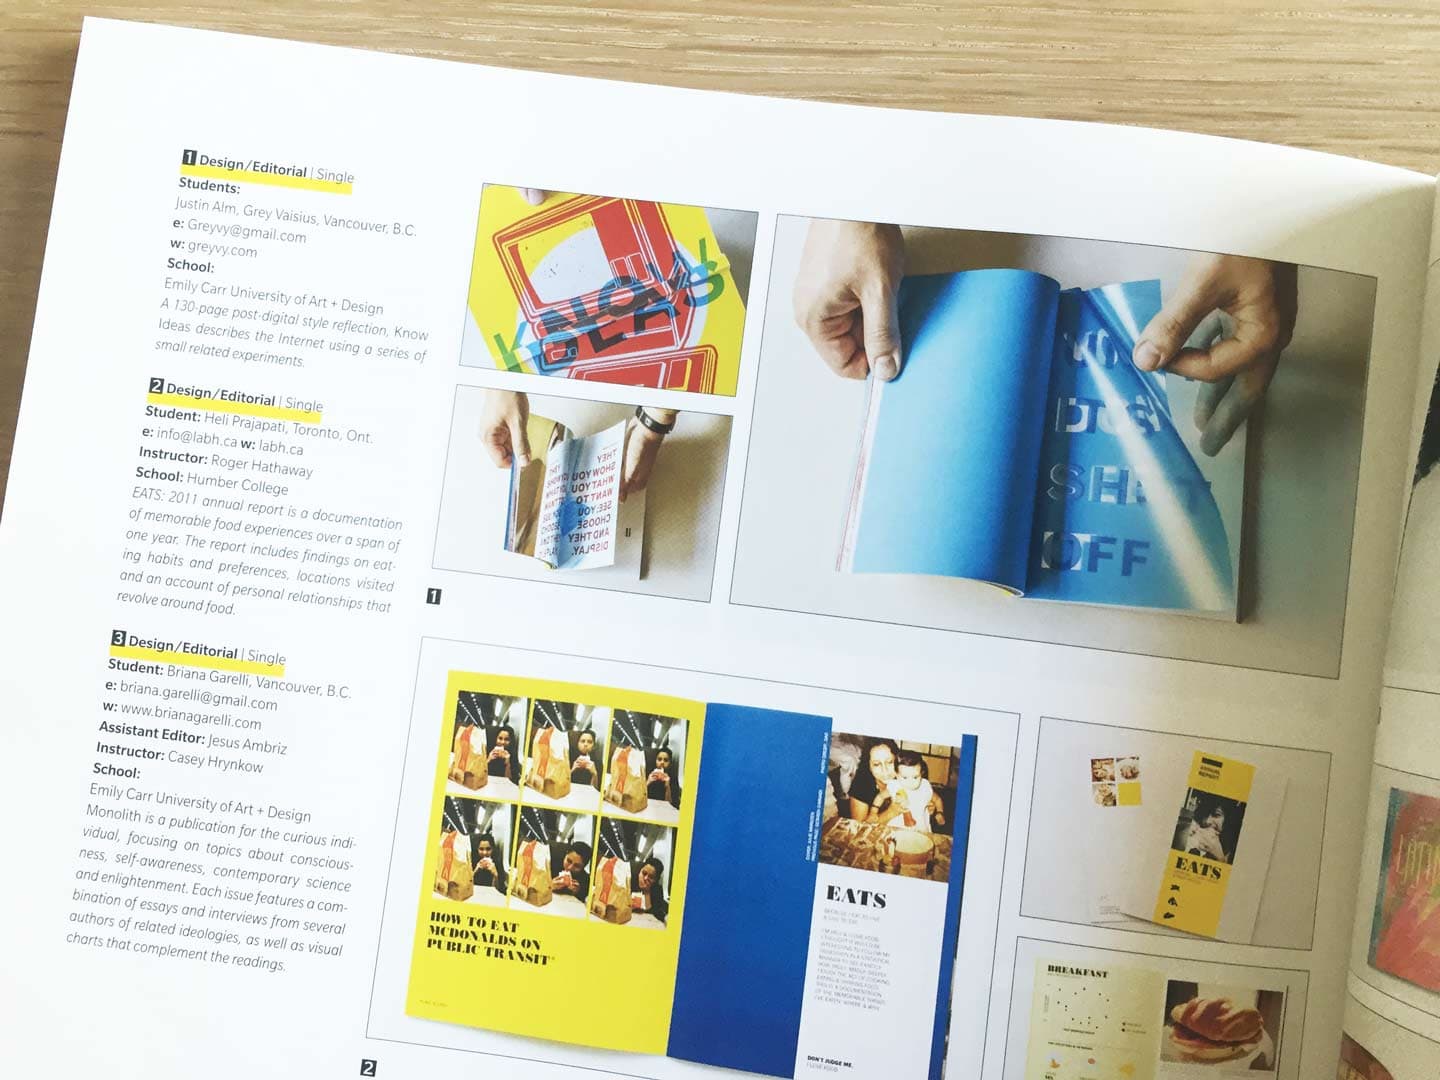 1 Design/Editorial | Single
Students:
Justin Alm, Grey Vaisius, Vancouver, B.C.
e: Greyvy@gmail.com
w: greyvy.com
School:
Emily Carr University of Art + Design
A 130-page post-digital style reflection, Know
Ideas describes the Internet using a series of
small related experiments.
2 Design/Editorial | Single
Student: Heli Prajapati, Toronto, Ont.
e: info@labh.ca w: labh.ca
Instructor: Roger Hathaway
School: Humber College
EATS: 2011 annual report is a documentation
of memorable food experiences over a span of
one year. The report includes findings on eat-
ing habits and preferences, locations visited
and an account of personal relationships that
revolve around food.
3 Design/Editorial | Single
Student: Briana Garelli, Vancouver, B.C.
e: briana.garelli@gmail.com
w: www.brianagarelli.com
Assistant Editor: Jesus Ambriz
Instructor: Casey Hrynkow
School:
Emily Carr University of Art + Design
Monolith is a publication for the curious indi-
vidual, focusing on topics about conscious-
ness, self-awareness, contemporary science
and enlightenment. Each issue features a com-
bination of essays and interviews from several
authors of related ideologies, as well as visual
charts that complement the readings.
KNOW
IDEAS
THEY
SHOW YOU
WHAT YOU
WANT TO
SEE: YOU
CHOOSE
AND THEY
DISPLAY.
OFF
1
HOW TO EAT
MCDONALDS ON
PUBLIC TRANSIT
EATS
DON'T JUDGE ME.
I LOVE FOOD.
ANNUAL
REPORT
EATS
BREAKFAST
2